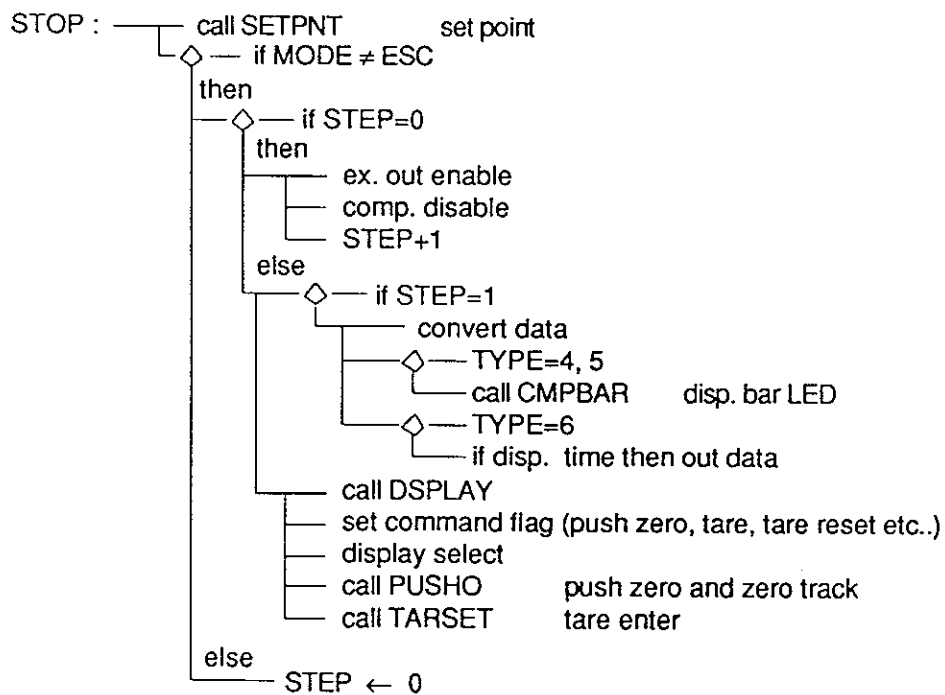 STOP : call SETPNT set point
if MODE ≠ ESC
then
if STEP=0
then
ex. out enable
comp. disable
STEP+1
else
if STEP=1
convert data
TYPE=4, 5
call CMPBAR disp. bar LED
TYPE=6
if disp. time then out data
call DSPLAY
set command flag (push zero, tare, tare reset etc..)
display select
call PUSHO push zero and zero track
call TARSET tare enter
else
STEP ← 0